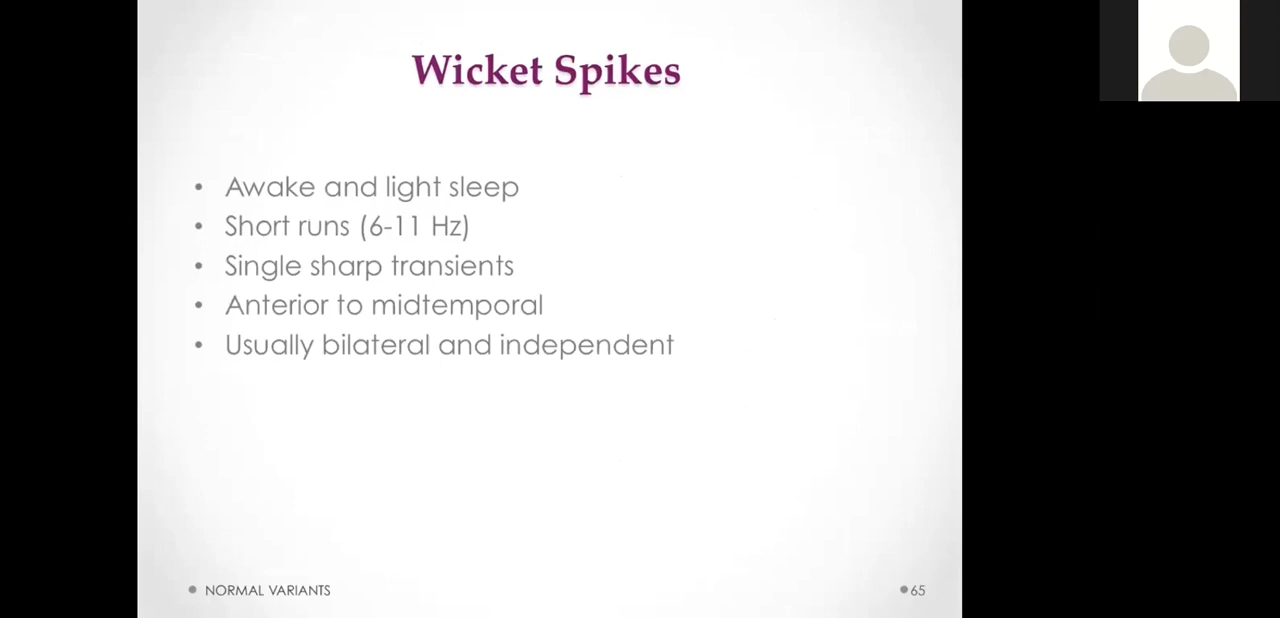 Wicket Spikes
• Awake and light sleep
• Short runs (6-11 Hz)
• Single sharp transients
• Anterior to midtemporal
• Usually bilateral and independent
• NORMAL VARIANTS
• 65